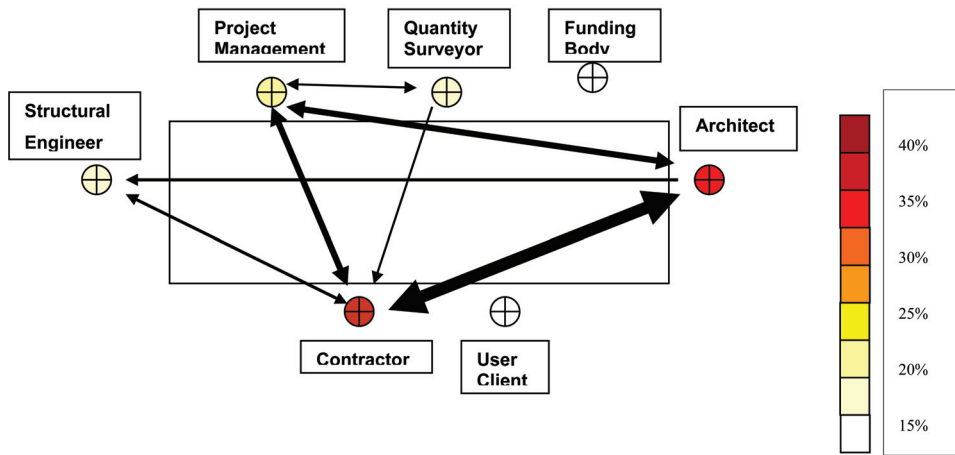 Project
Management
Quantity
Surveyor
Funding
Body
Structural
Engineer
Architect
Contractor
User
Client
40%
35%
30%
25%
20%
15%